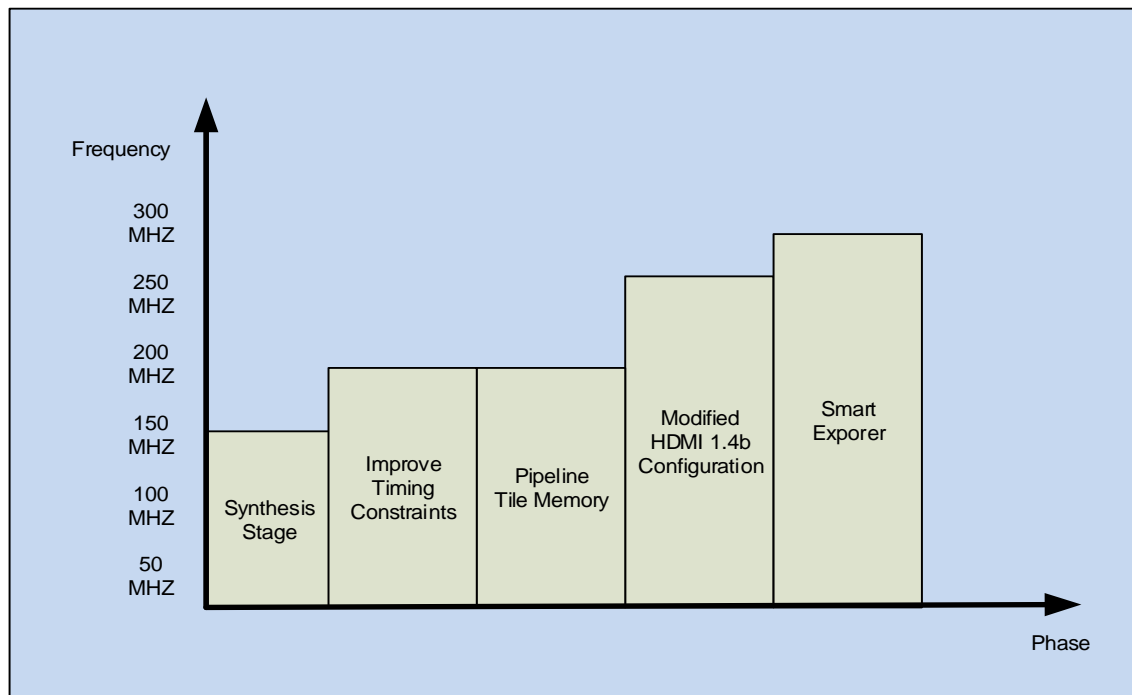 Frequency
300
MHZ
250
MHZ
200
MHZ
150
MHZ
100
MHZ
50
MHZ
Synthesis
Stage
Improve
Timing
Constraints
Pipeline
Tile Memory
Modified
HDMI 1.4b
Configuration
Smart
Exporer
Phase